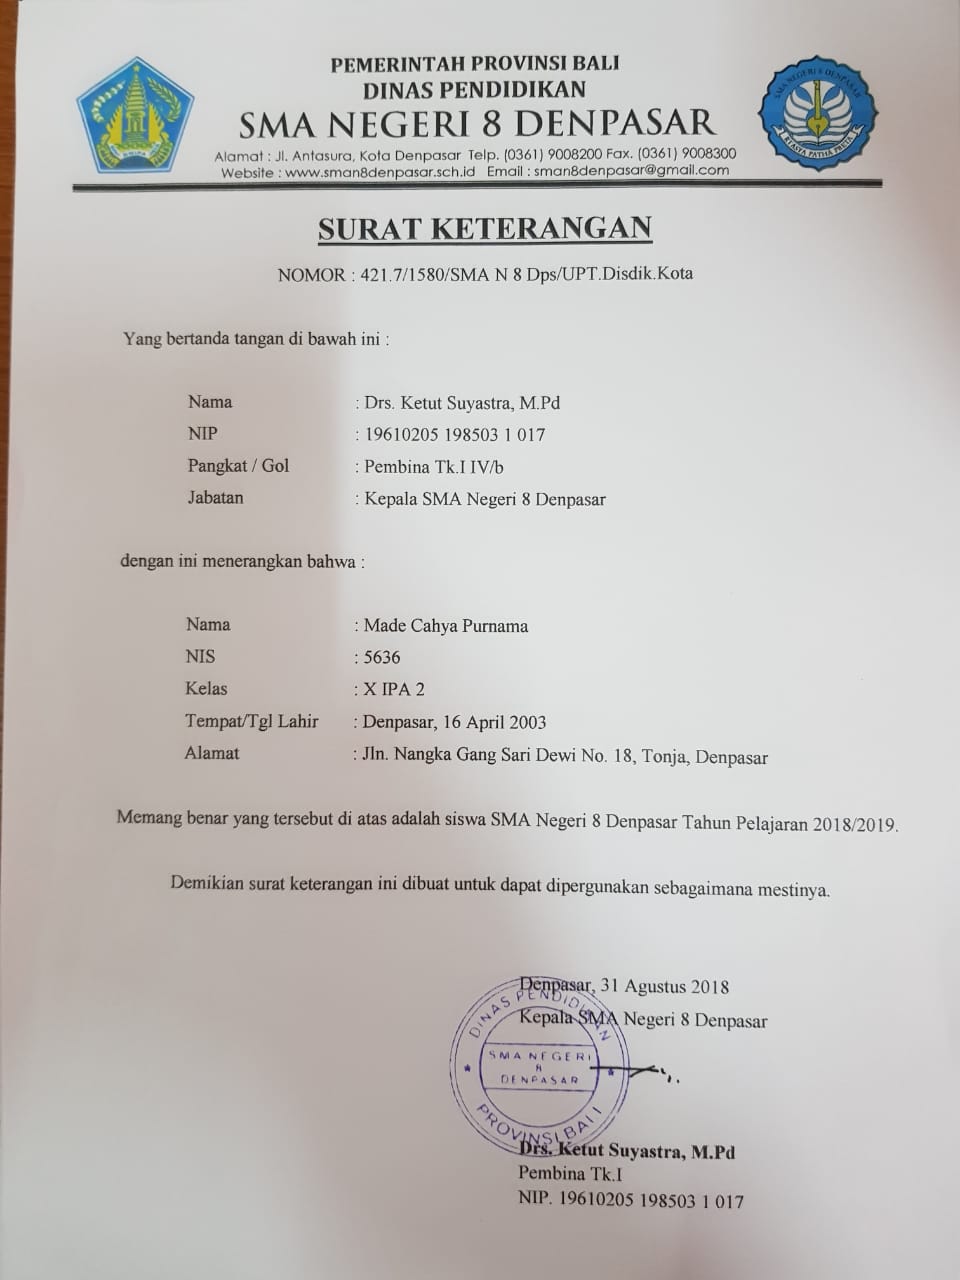 PEMERINTAH PROVINSI BALI
DINAS PENDIDIKAN
SMA NEGERI 8 DENPASAR
Alamat : Jl. Antasura, Kota Denpasar Telp. (0361) 9008200 Fax. (0361) 9008300
Website : www.sman8denpasar.sch.id Email : sman8denpasar@gmail.com
SMA NEGERI 8 DENPASAR
SURAT KETERANGAN
NOMOR : 421.7/1580/SMA N 8 Dps/UPT.Disdik.Kota
Yang bertanda tangan di bawah ini :
Nama : Drs. Ketut Suyastra, M.Pd
NIP : 19610205 198503 1 017
Pangkat / Gol : Pembina Tk.I IV/b
Jabatan : Kepala SMA Negeri 8 Denpasar
dengan ini menerangkan bahwa :
Nama : Made Cahya Purnama
NIS : 5636
Kelas : X IPA 2
Tempat/Tgl Lahir : Denpasar, 16 April 2003
Alamat : Jln. Nangka Gang Sari Dewi No. 18, Tonja, Denpasar
Memang benar yang tersebut di atas adalah siswa SMA Negeri 8 Denpasar Tahun Pelajaran 2018/2019.
Demikian surat keterangan ini dibuat untuk dapat dipergunakan sebagaimana mestinya.
Denpasar, 31 Agustus 2018
Kepala SMA Negeri 8 Denpasar
DINAS PENDIDIKAN
SMA NEGERI
8
DENPASAR
PROVINSI BALI
Drs. Ketut Suyastra, M.Pd
Pembina Tk.I
NIP. 19610205 198503 1 017